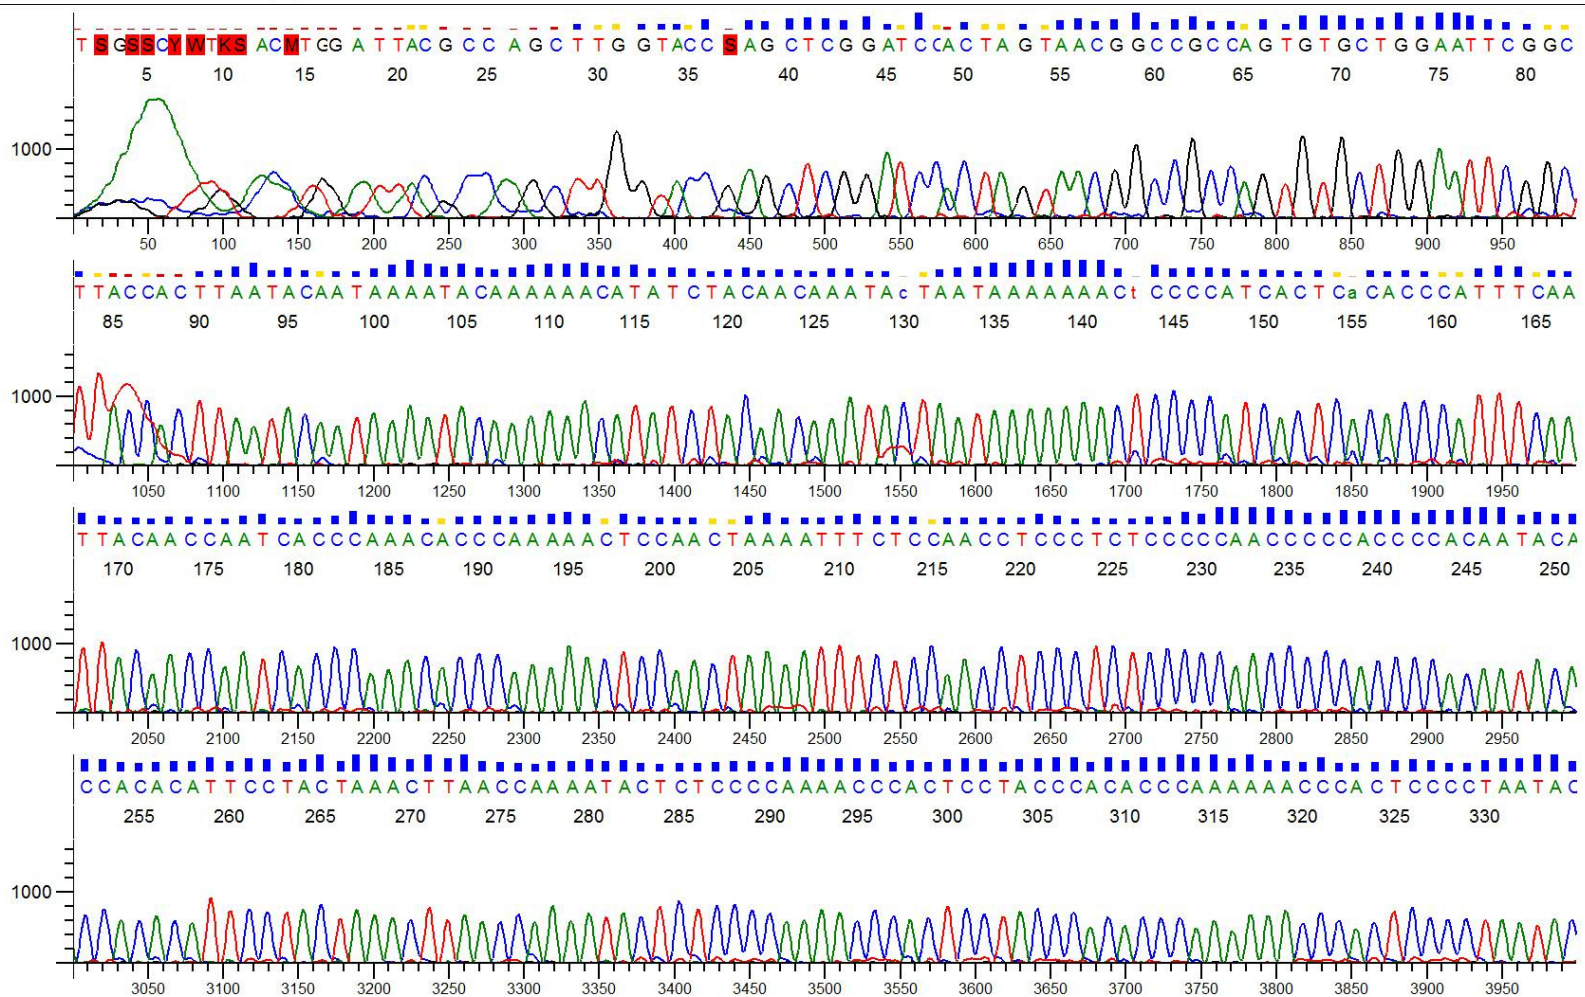 TSGSSCYWTKSACMTGGATTACGCCAGCTTGGTACCSAGCTCGGATCCACTAGTAACGGCCGCCAGTGTGCTGGAATTCGGC
5 10 15 20 25 30 35 40 45 50 55 60 65 70 75 80
1000
50 100 150 200 250 300 350 400 450 500 550 600 650 700 750 800 850 900 950
TTACCACTTAATACAATAAAATACAAAAAACATATCTACAACAAATAcTAATAAAAAAACtCCCCATCACTCaCACCCATTTCAA
85 90 95 100 105 110 115 120 125 130 135 140 145 150 155 160 165
1000
1050 1100 1150 1200 1250 1300 1350 1400 1450 1500 1550 1600 1650 1700 1750 1800 1850 1900 1950
TTACAACCAATCACCCAAACACCCAAAAACTCCAACTAAAATTTCTCCAACCTCCCTCTCCCCCAACCCCCACCCCACAATACA
170 175 180 185 190 195 200 205 210 215 220 225 230 235 240 245 250
1000
2050 2100 2150 2200 2250 2300 2350 2400 2450 2500 2550 2600 2650 2700 2750 2800 2850 2900 2950
CCACACATTCCTACTAAACTTAACCAAAATACTCTCCCCAAAACCCACTCCTACCCACACCCAAAAAACCCACTCCCCTAATAC
255 260 265 270 275 280 285 290 295 300 305 310 315 320 325 330
1000
3050 3100 3150 3200 3250 3300 3350 3400 3450 3500 3550 3600 3650 3700 3750 3800 3850 3900 3950